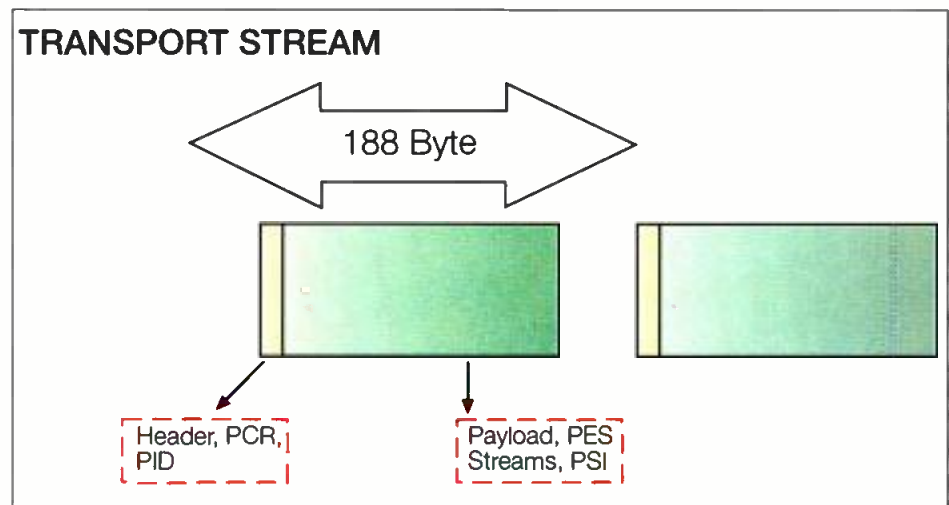 TRANSPORT STREAM
188 Byte
Header, PCR,
PID
Payload, PES
Streams, PSI